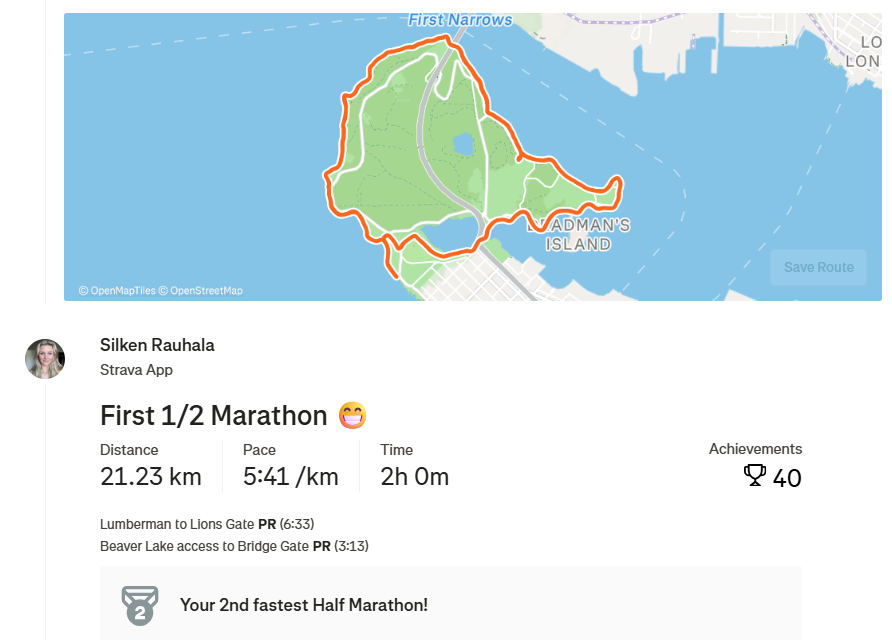 First Narrows
LO
LON
DEADMAN'S
ISLAND
Save Route
© OpenMapTiles © OpenStreetMap
Silken Rauhala
Strava App
First 1/2 Marathon 😁
Distance
21.23 km
Pace
5:41 /km
Time
2h 0m
Achievements
40
Lumberman to Lions Gate PR (6:33)
Beaver Lake access to Bridge Gate PR (3:13)
2
Your 2nd fastest Half Marathon!